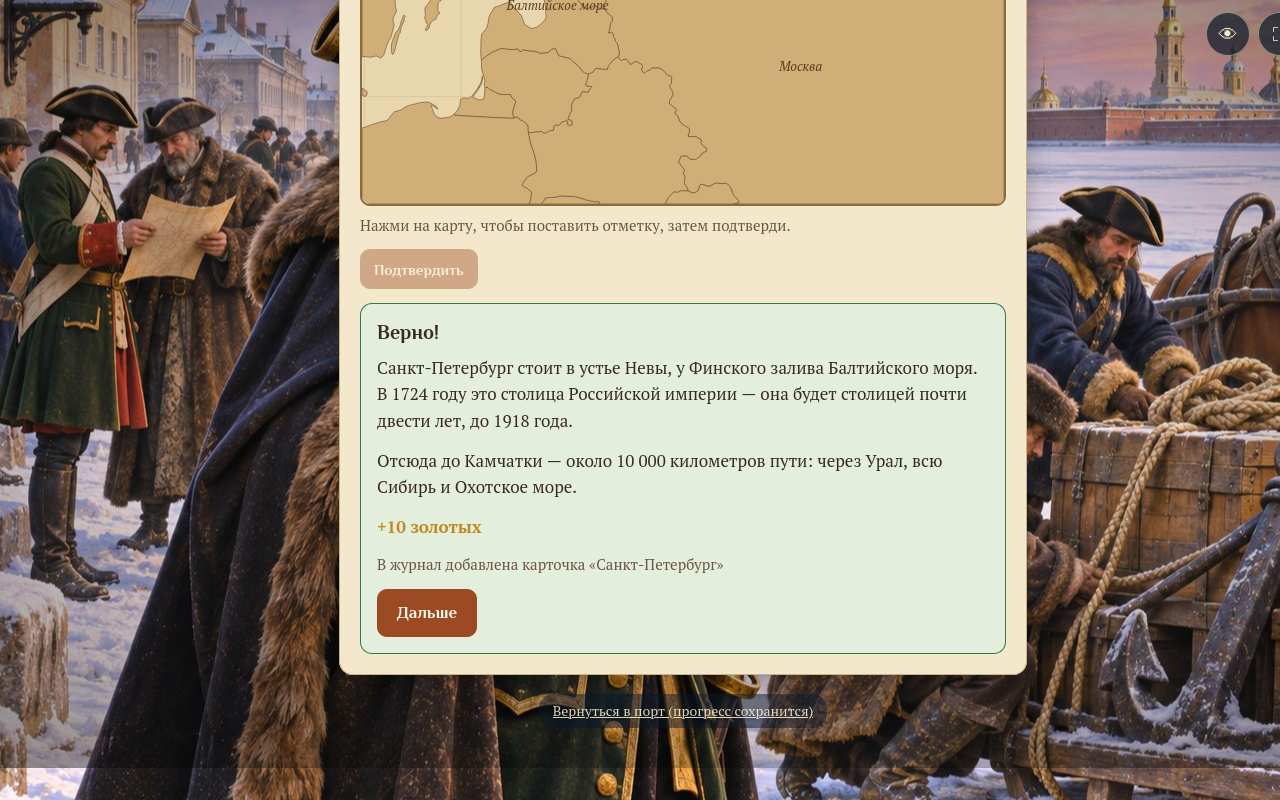 Балтийское море
Москва
Нажми на карту, чтобы поставить отметку, затем подтверди.
Подтвердить
Верно!
Санкт-Петербург стоит в устье Невы, у Финского залива Балтийского моря.
В 1724 году это столица Российской империи — она будет столицей почти
двести лет, до 1918 года.
Отсюда до Камчатки — около 10 000 километров пути: через Урал, всю
Сибирь и Охотское море.
+10 золотых
В журнал добавлена карточка «Санкт-Петербург»
Дальше
Вернуться в порт (прогресс сохранится)